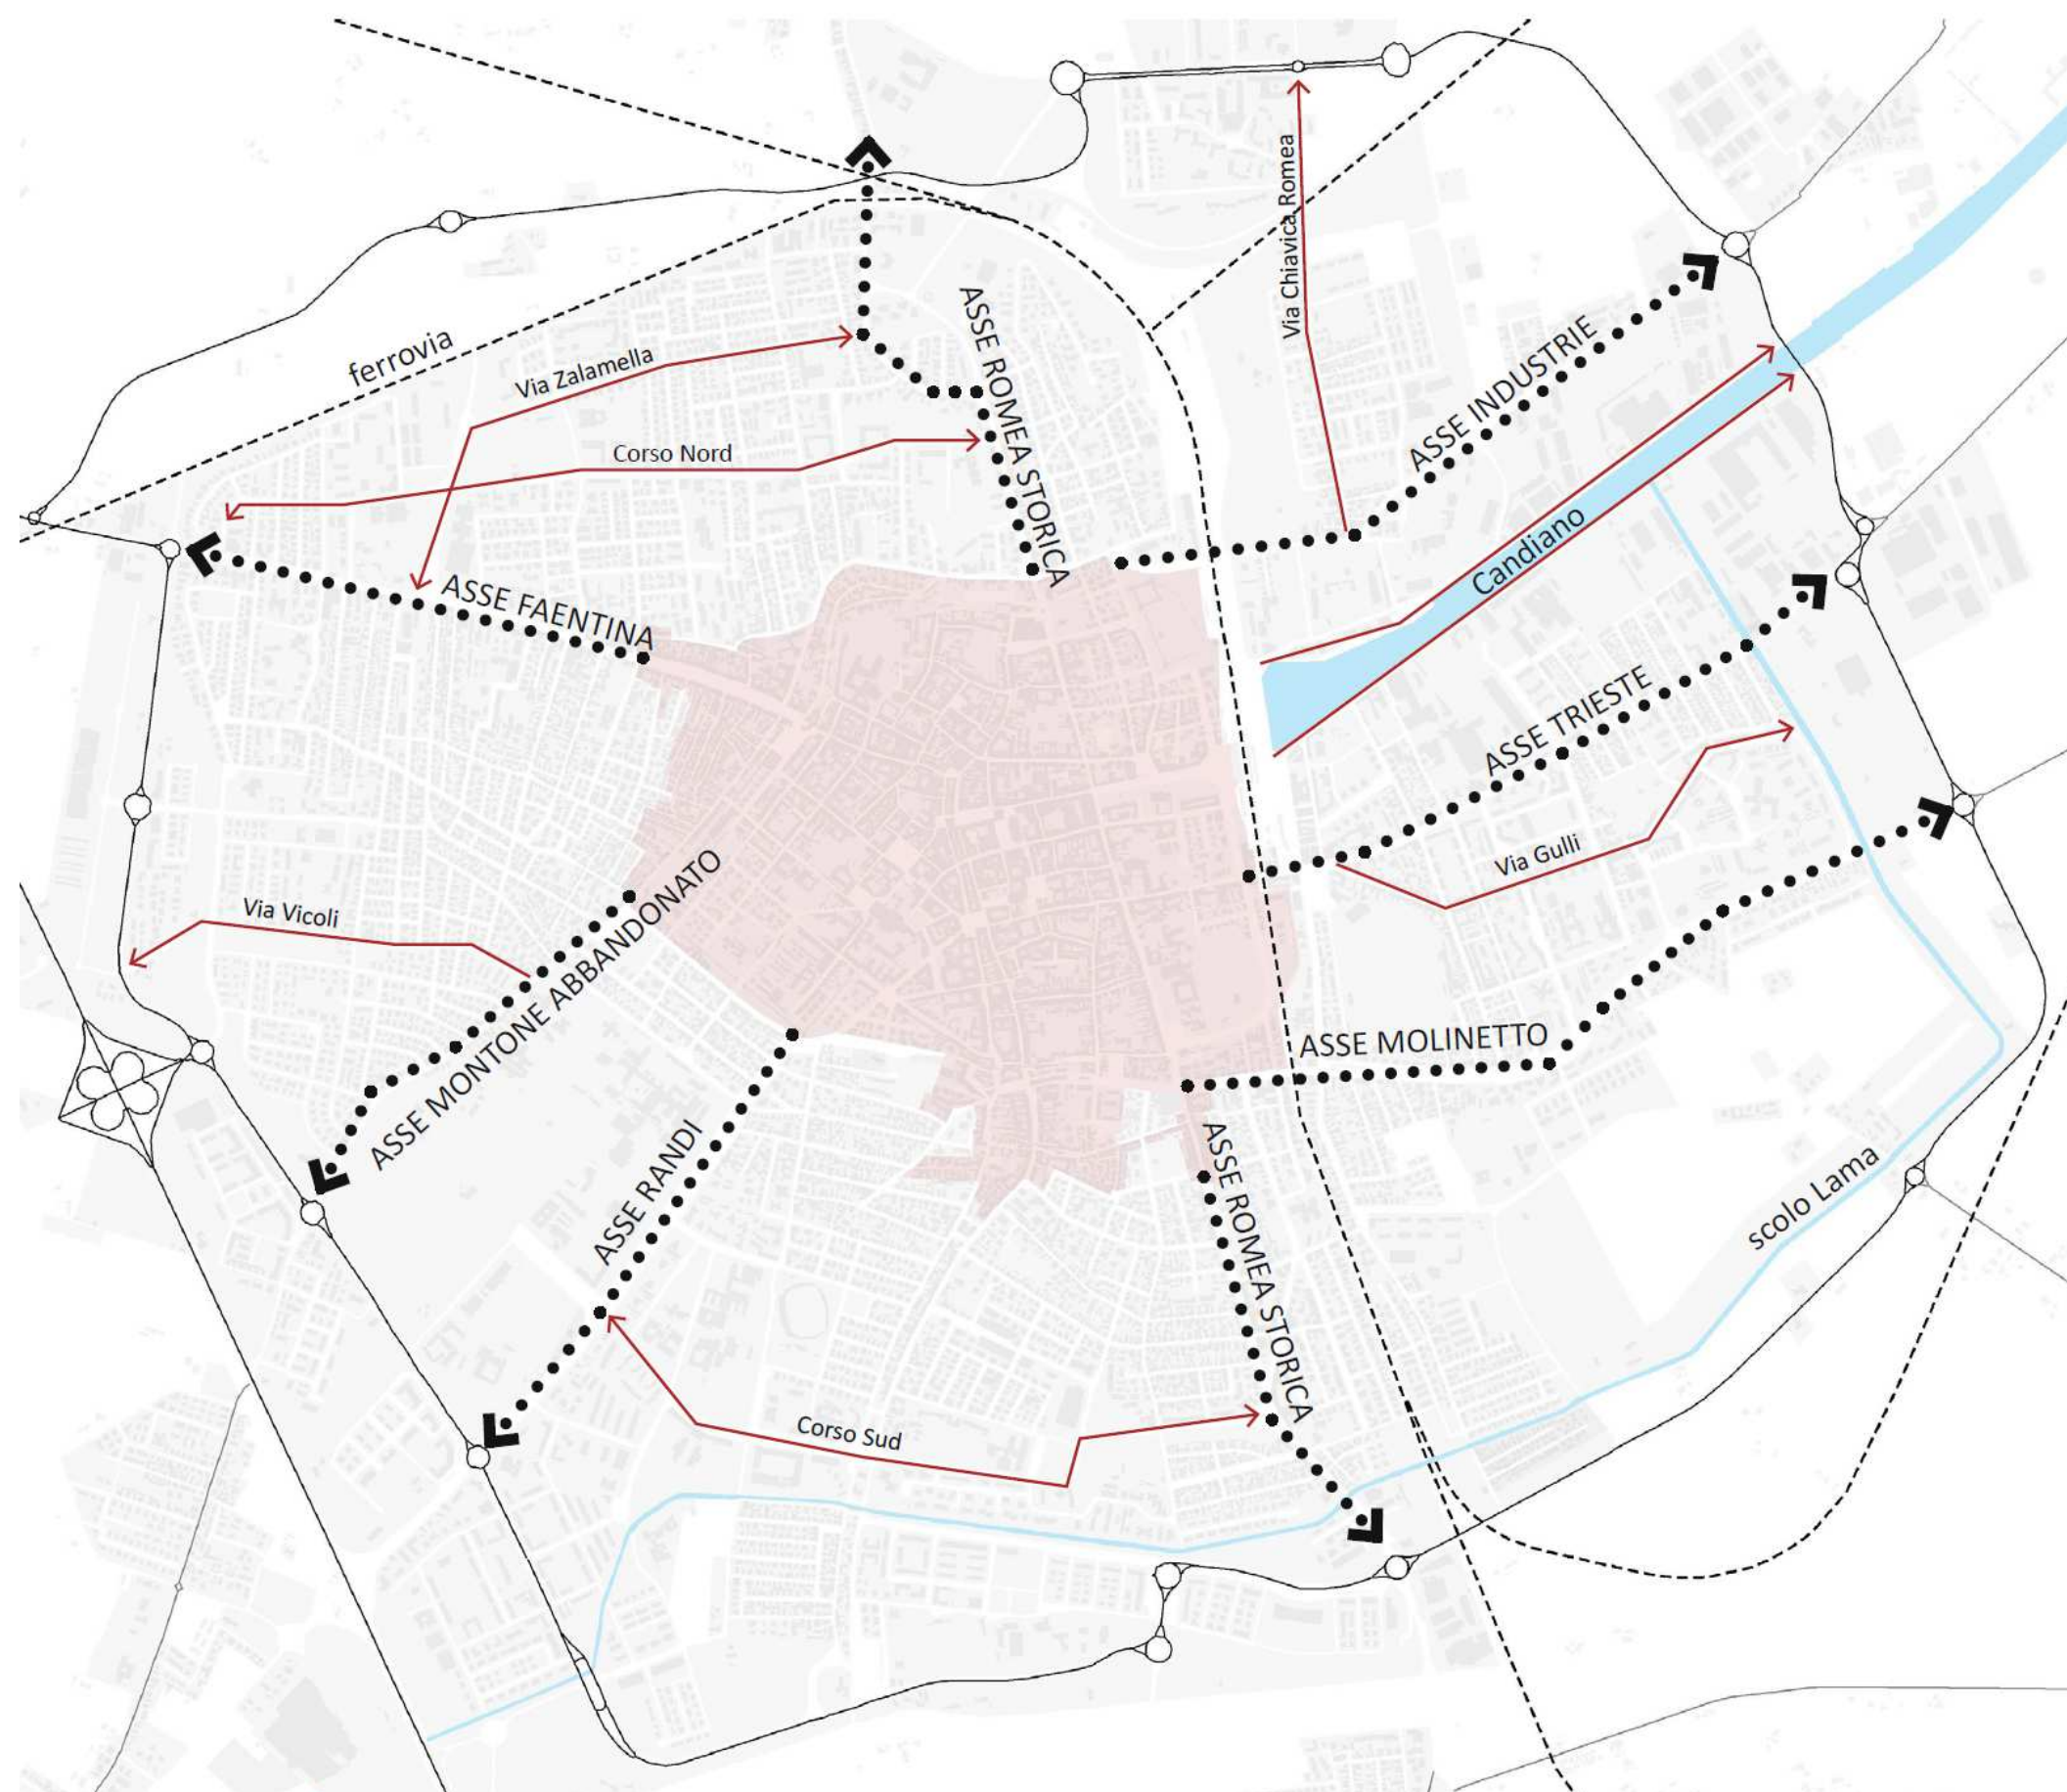 Via Chiavica Romea
ASSE ROMEA STORICA
ferrovia
Via Zalamella
ASSE INDUSTRIE
Corso Nord
Candiano
ASSE FAENTINA
ASSE TRIESTE
Via Gulli
ASSE MONTONE ABBANDONATO
Via Vicoli
ASSE MOLINETTO
ASSE RANDI
ASSE ROMEA STORICA
scolo Lama
Corso Sud